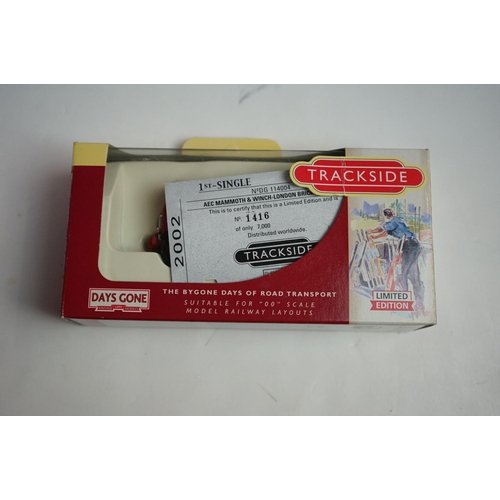 TRACKSIDE
1ST-SINGLE
NºDG 114004
AEC MAMMOTH & WINCH-LONDON BRIC
This is to certify that this is a Limited Edition and is
Nº. 1416
of only 7,000
Distributed worldwide.
TRACKSIDE
2002
DAYS GONE
THE BYGONE DAYS OF ROAD TRANSPORT
SUITABLE FOR "00" SCALE
MODEL RAILWAY LAYOUTS
LIMITED
EDITION